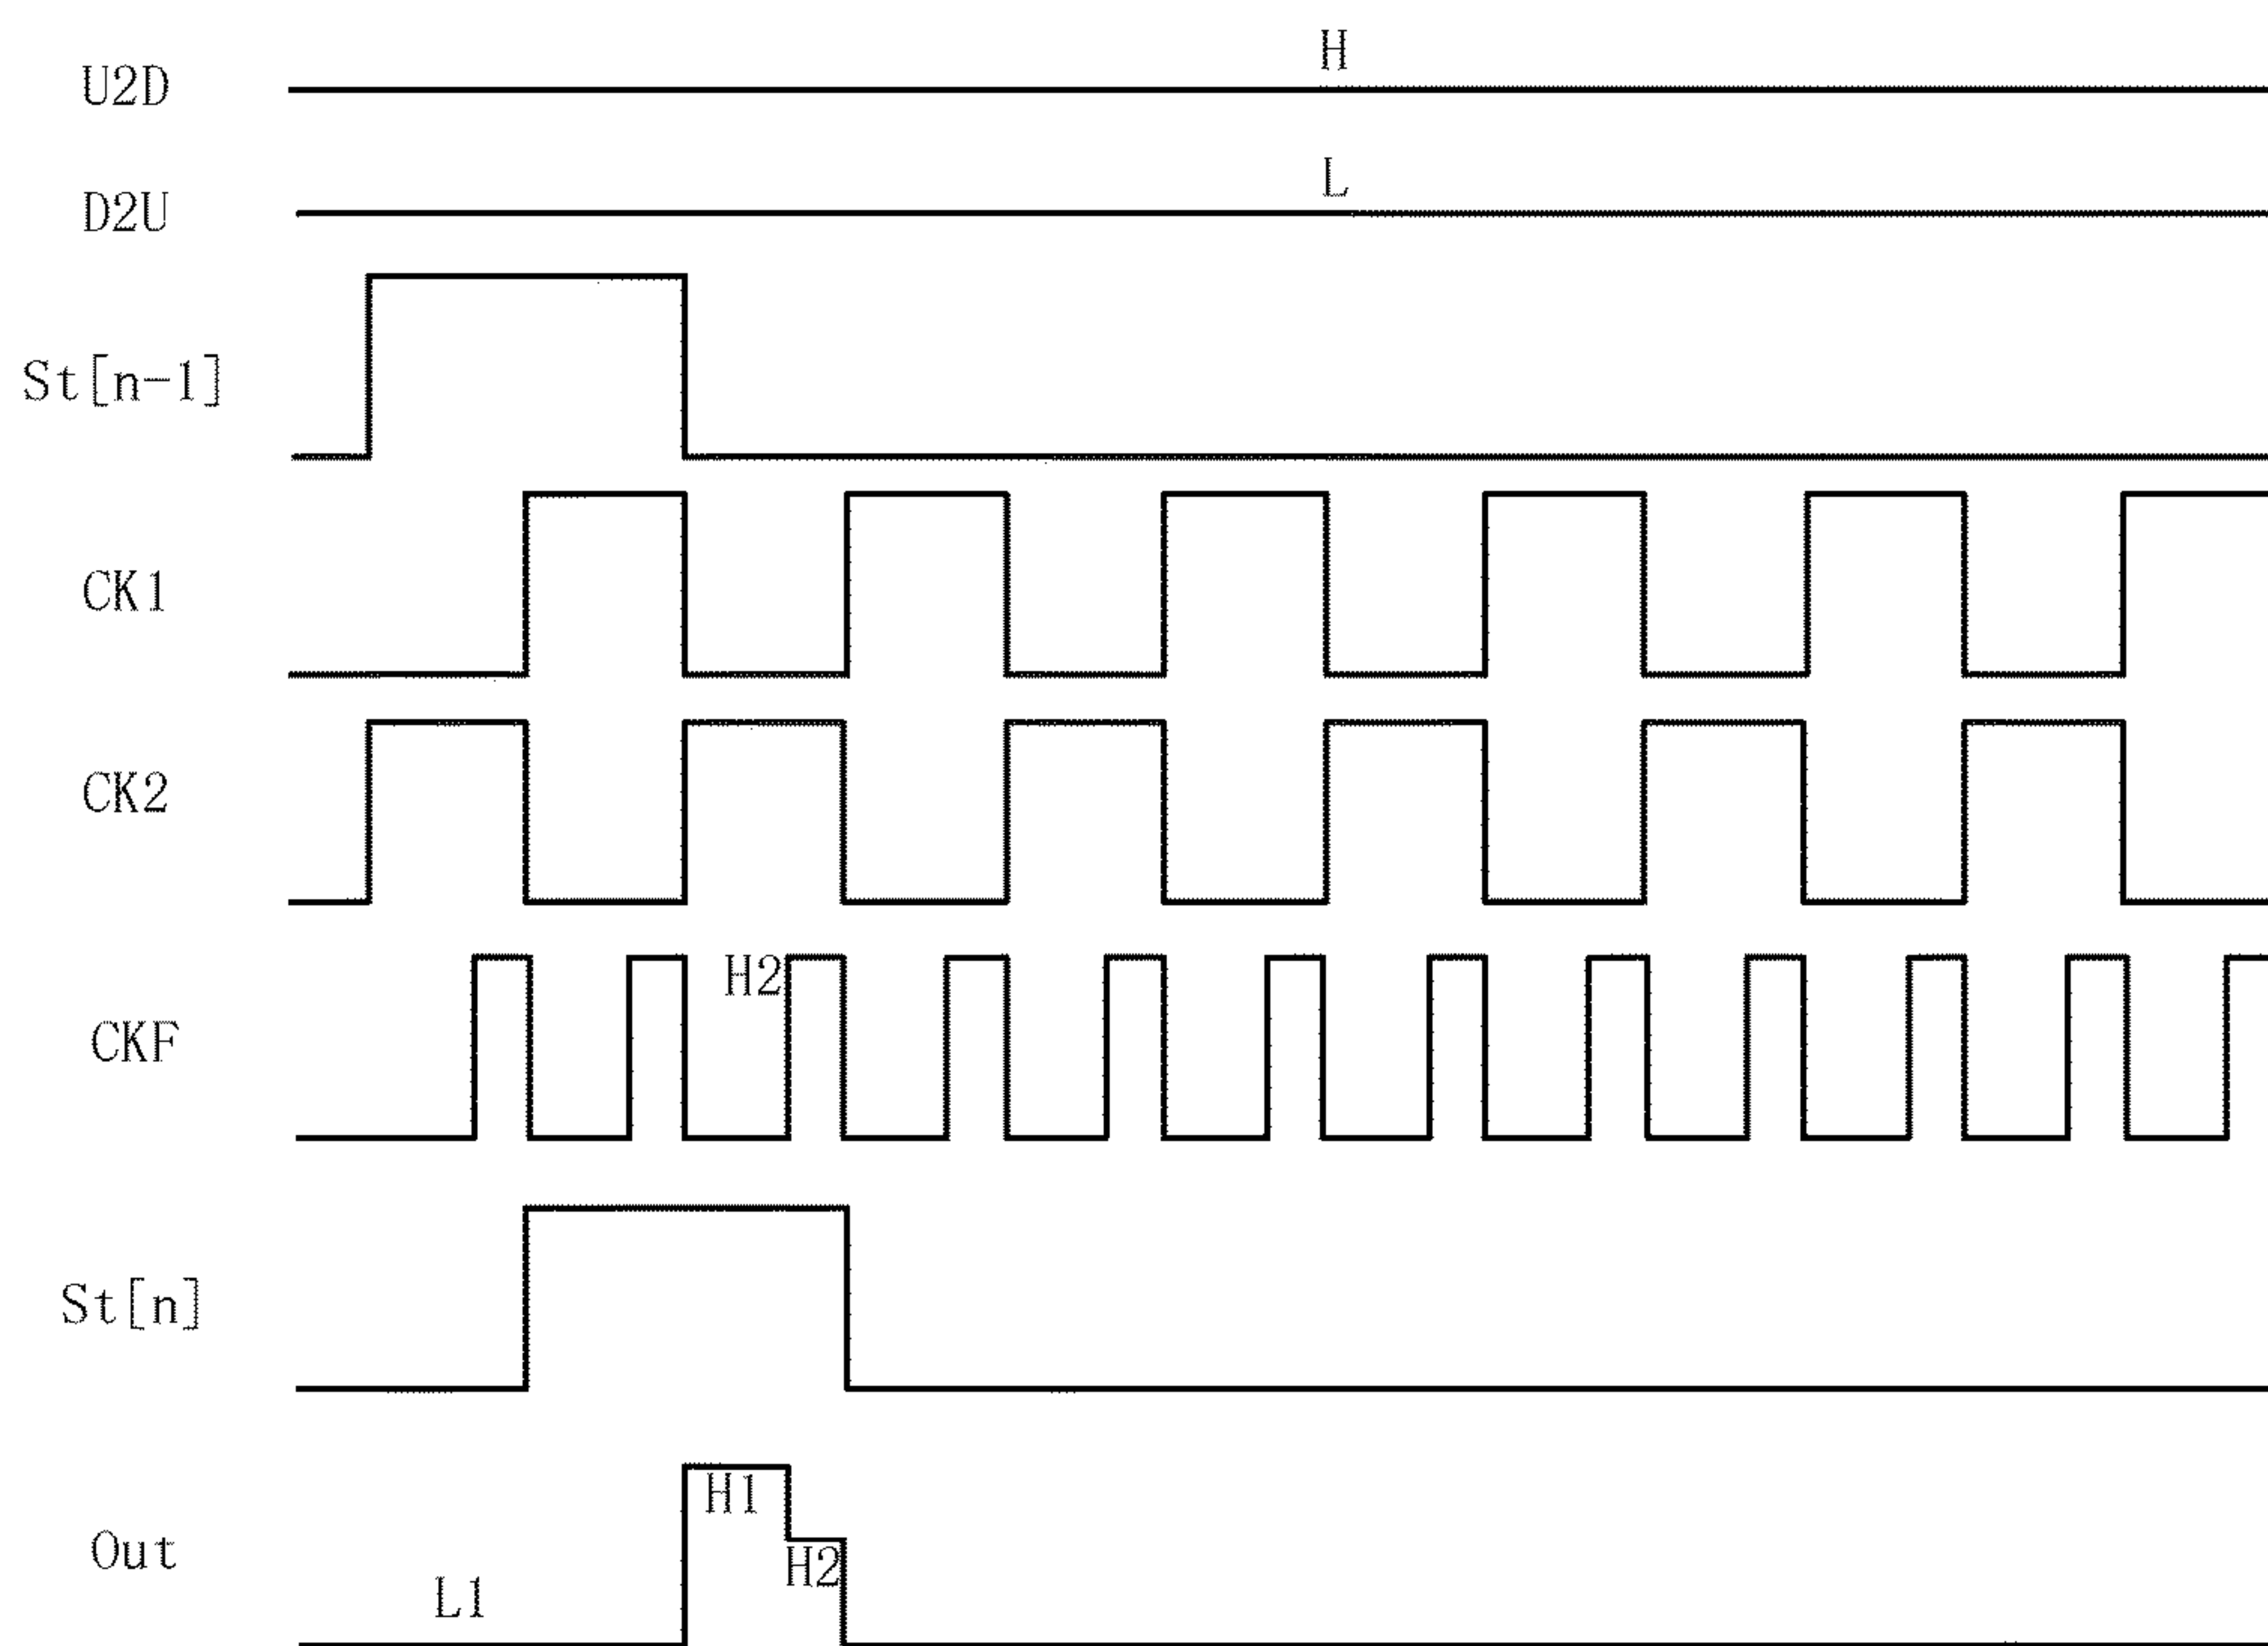 H
U2D
L
D2U
St[n-1]
CK1
CK2
H2
CKF
St[n]
H1
Out
H2
L1